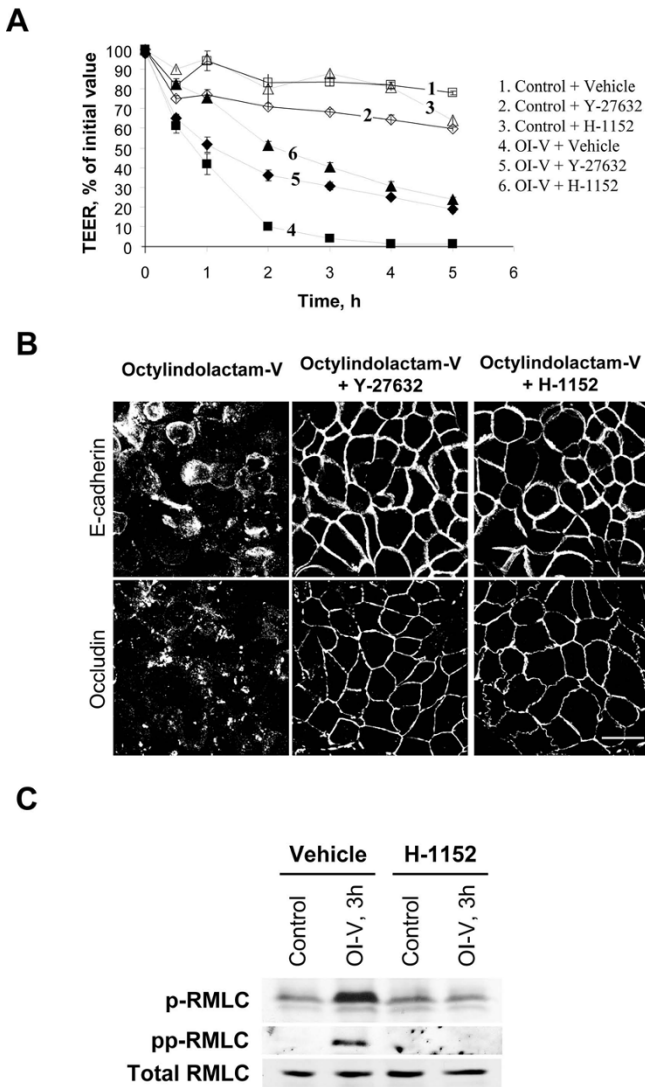 A
100
90
80
70
60
50
40
30
20
10
0
TEER, % of initial value
0 1 2 3 4 5 6
Time, h
1
2
3
6
5
4
1. Control + Vehicle
2. Control + Y-27632
3. Control + H-1152
4. OI-V + Vehicle
5. OI-V + Y-27632
6. OI-V + H-1152
B
Octylindolactam-V
Octylindolactam-V
+ Y-27632
Octylindolactam-V
+ H-1152
E-cadherin
Occludin
C
Vehicle H-1152
Control OI-V, 3h Control OI-V, 3h
p-RMLC
pp-RMLC
Total RMLC